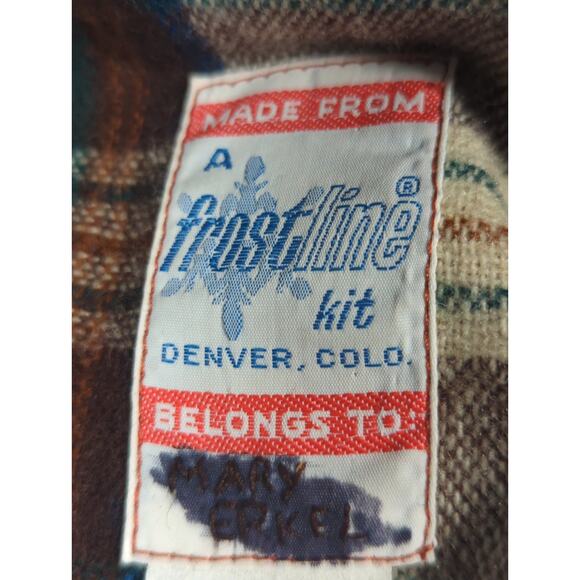 MADE FROM
A
frostline®
kit
DENVER, COLO.
BELONGS TO:
MARY
ERKEL